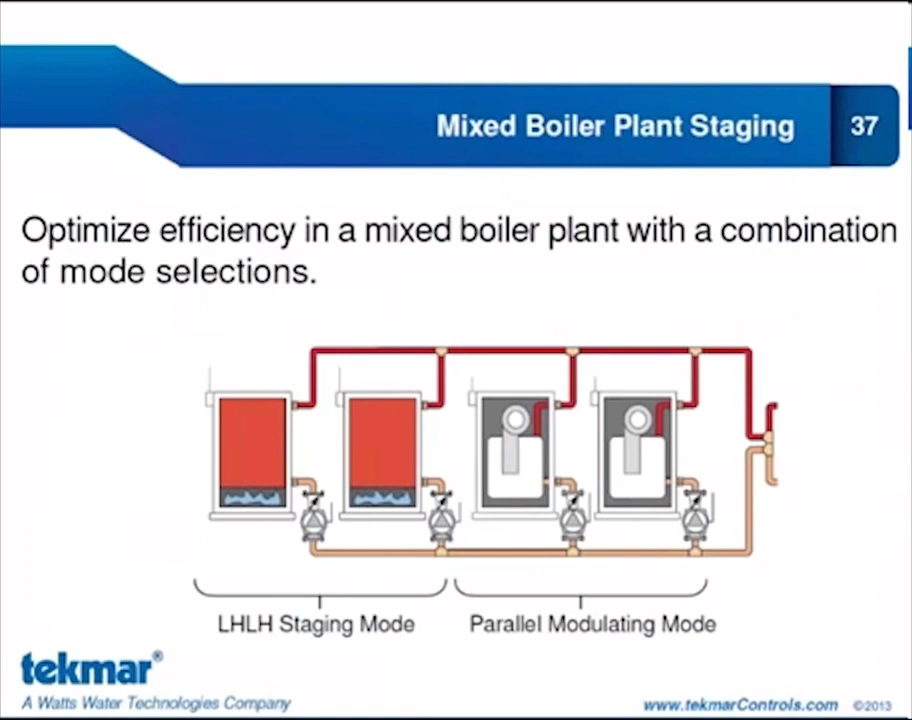 Mixed Boiler Plant Staging
37
Optimize efficiency in a mixed boiler plant with a combination
of mode selections.
LHLH Staging Mode
Parallel Modulating Mode
tekmar®
A Watts Water Technologies Company
www.tekmarControls.com ©2013